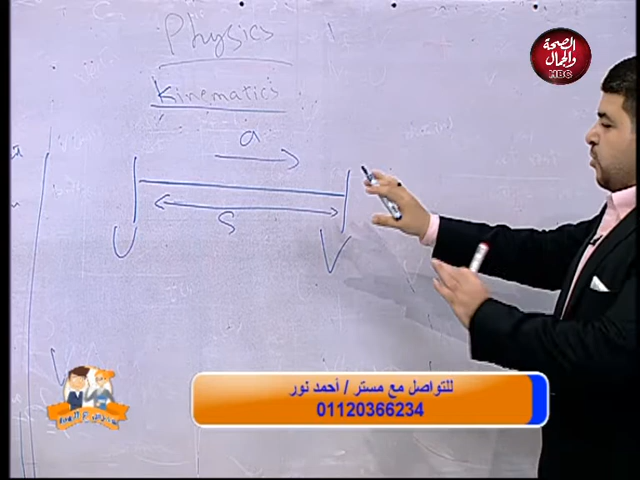 Physics
Kinematics
a
S
U
V
الصحة
والجمال
HBC
للتواصل مع مستر / أحمد نور
01120366234